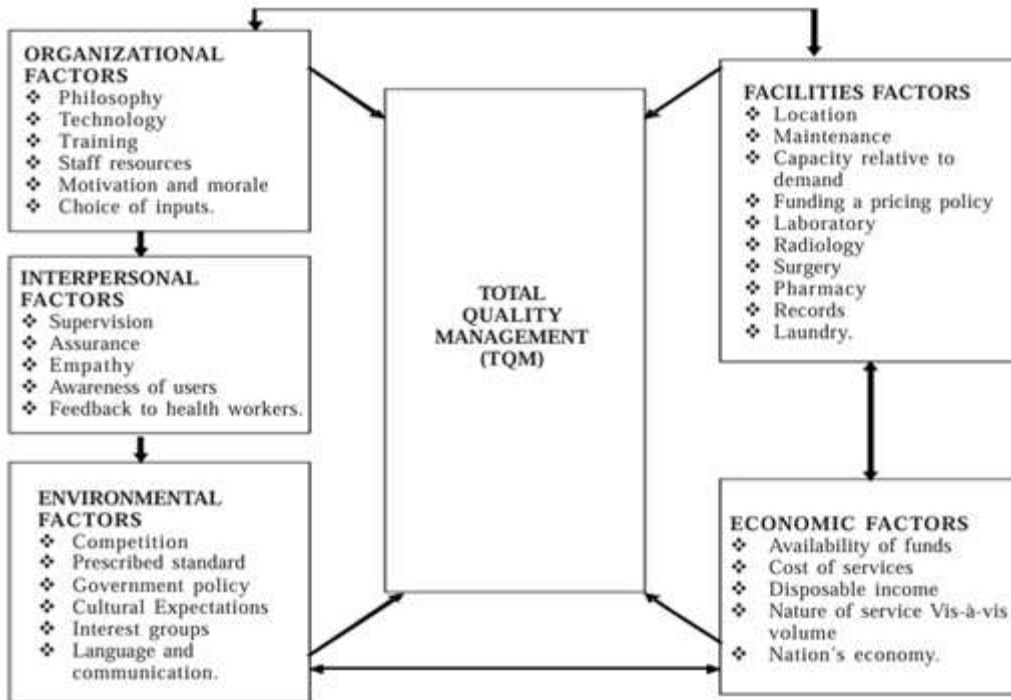 ORGANIZATIONAL
FACTORS
❖ Philosophy
❖ Technology
❖ Training
❖ Staff resources
❖ Motivation and morale
❖ Choice of inputs.
INTERPERSONAL
FACTORS
❖ Supervision
❖ Assurance
❖ Empathy
❖ Awareness of users
❖ Feedback to health workers.
ENVIRONMENTAL
FACTORS
❖ Competition
❖ Prescribed standard
❖ Government policy
❖ Cultural Expectations
❖ Interest groups
❖ Language and
communication.
TOTAL
QUALITY
MANAGEMENT
(TQM)
FACILITIES FACTORS
❖ Location
❖ Maintenance
❖ Capacity relative to
demand
❖ Funding a pricing policy
❖ Laboratory
❖ Radiology
❖ Surgery
❖ Pharmacy
❖ Records
❖ Laundry.
ECONOMIC FACTORS
❖ Availability of funds
❖ Cost of services
❖ Disposable income
❖ Nature of service Vis-à-vis
volume
❖ Nation's economy.